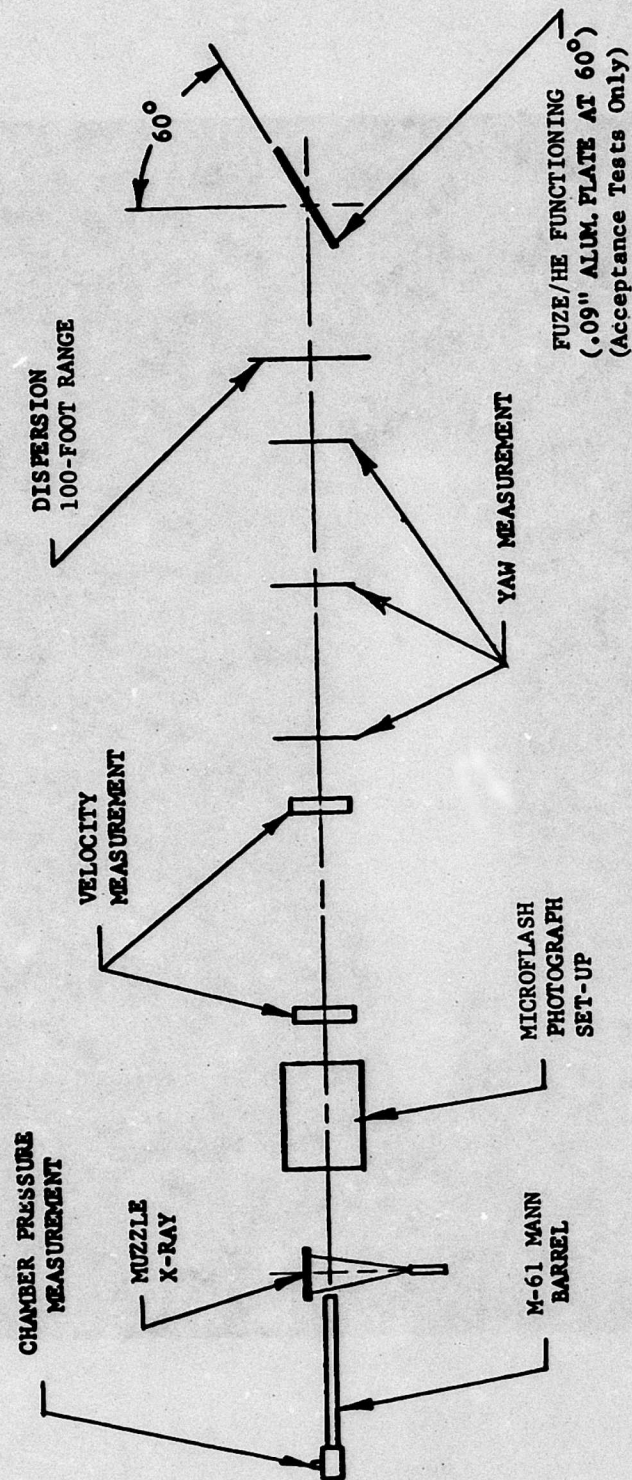 CHAMBER PRESSURE
MEASUREMENT
MUZZLE
X-RAY
VELOCITY
MEASUREMENT
DISPERSION
100-FOOT RANGE
60°
M-61 MANN
BARREL
MICROFLASH
PHOTOGRAPH
SET-UP
YAW MEASUREMENT
FUZE/HE FUNCTIONING
(.09" ALUM. PLATE AT 60°)
(Acceptance Tests Only)